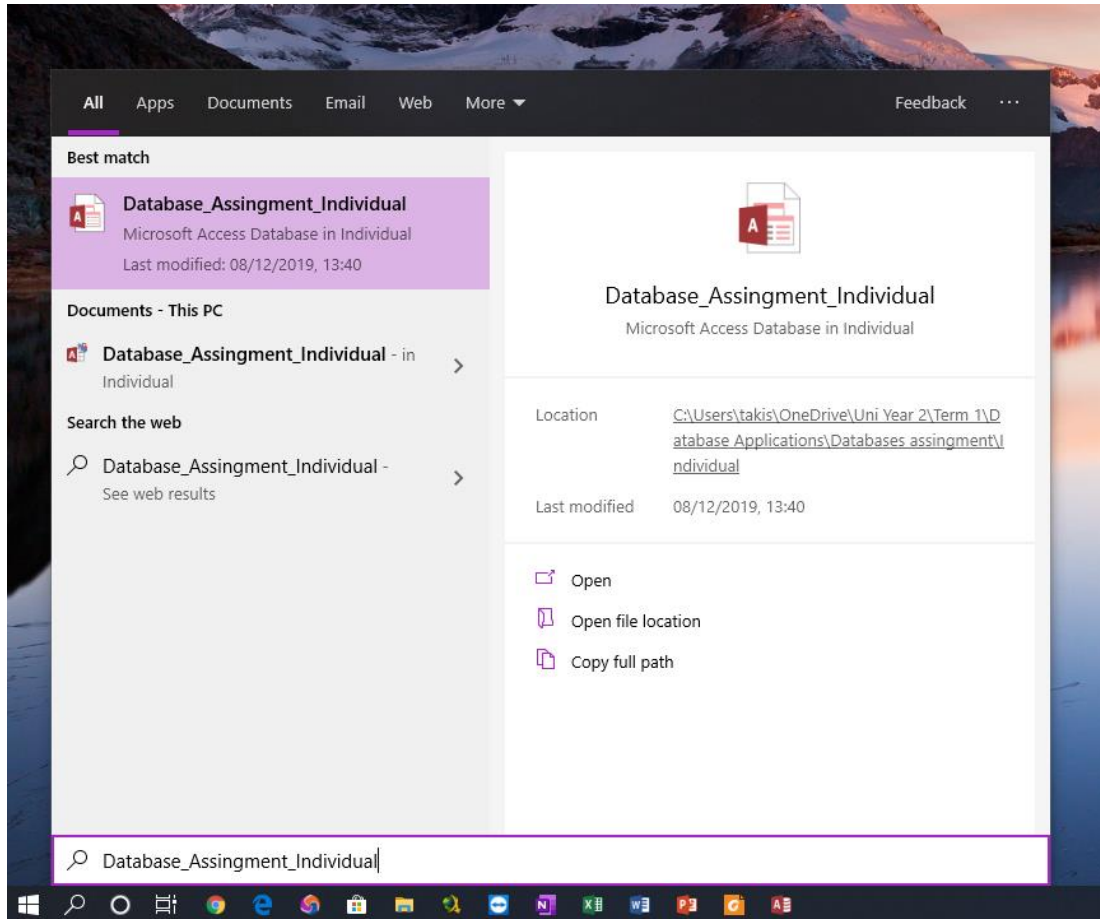 All Apps Documents Email Web More Feedback ...
Best match
Database_Assingment_Individual
Microsoft Access Database in Individual
Last modified: 08/12/2019, 13:40
Documents - This PC
Database_Assingment_Individual - in
Individual
Search the web
Database_Assingment_Individual -
See web results
A
Database_Assingment_Individual
Microsoft Access Database in Individual
Location C:\Users\takis\OneDrive\Uni Year 2\Term 1\D
atabase Applications\Databases assingment\I
ndividual
Last modified 08/12/2019, 13:40
Open
Open file location
Copy full path
Database_Assingment_Individual